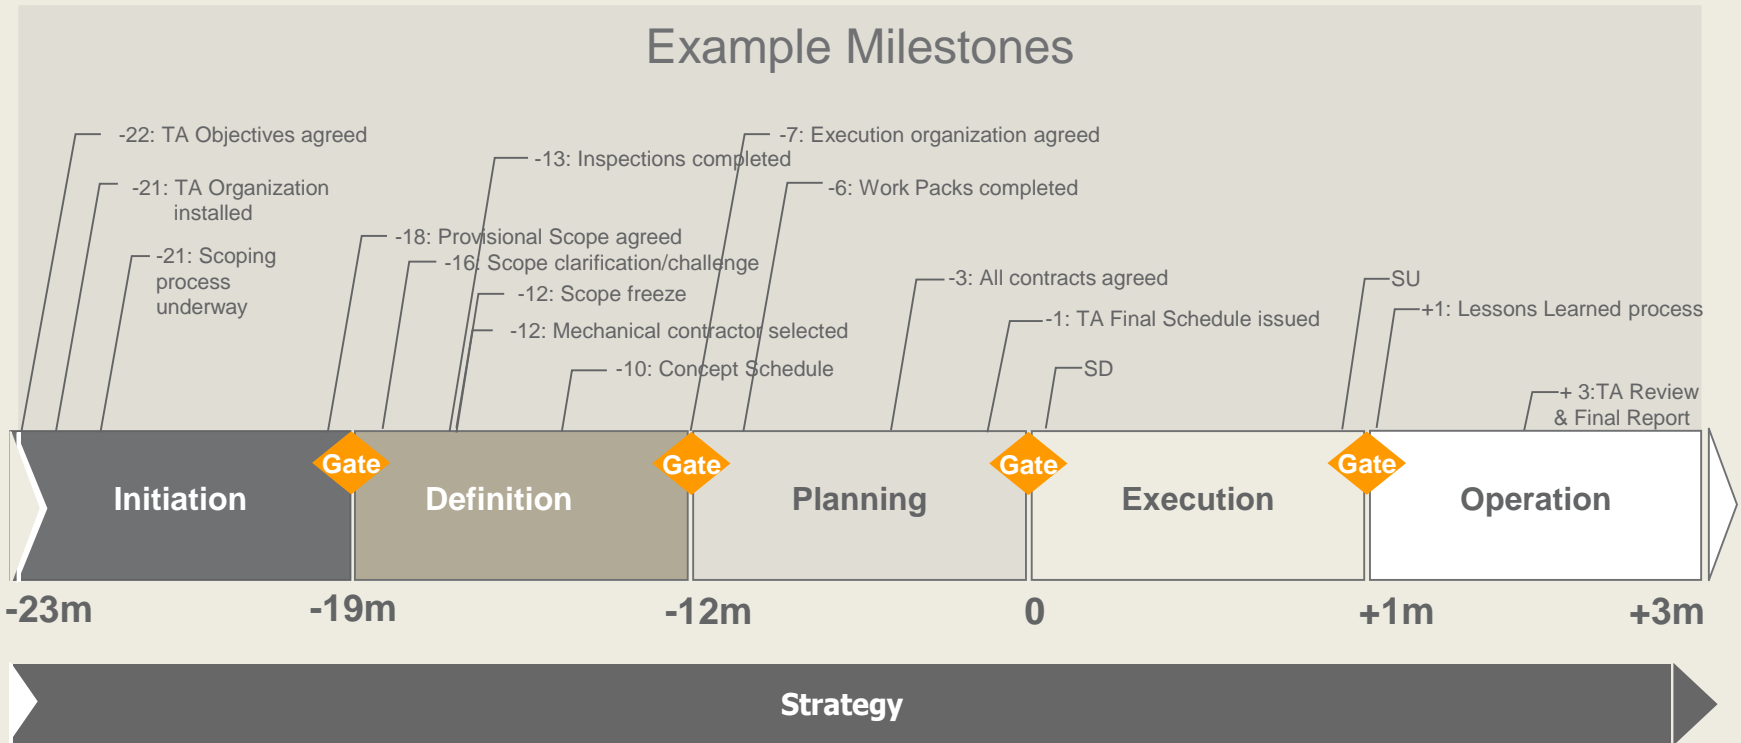 Example Milestones
-22: TA Objectives agreed
-7: Execution organization agreed
-13: Inspections completed
-21: TA Organization
installed
-6: Work Packs completed
-18: Provisional Scope agreed
-21: Scoping
process
underway
-16: Scope clarification/challenge
-3: All contracts agreed
SU
-12: Scope freeze
+1: Lessons Learned process
-1: TA Final Schedule issued
-12: Mechanical contractor selected
-10: Concept Schedule
SD
+ 3:TA Review
& Final Report
Gate
Gate
Gate
Gate
Initiation
Definition
Planning
Execution
Operation
-23m
-19m
-12m
0
+1m
+3m
Strategy